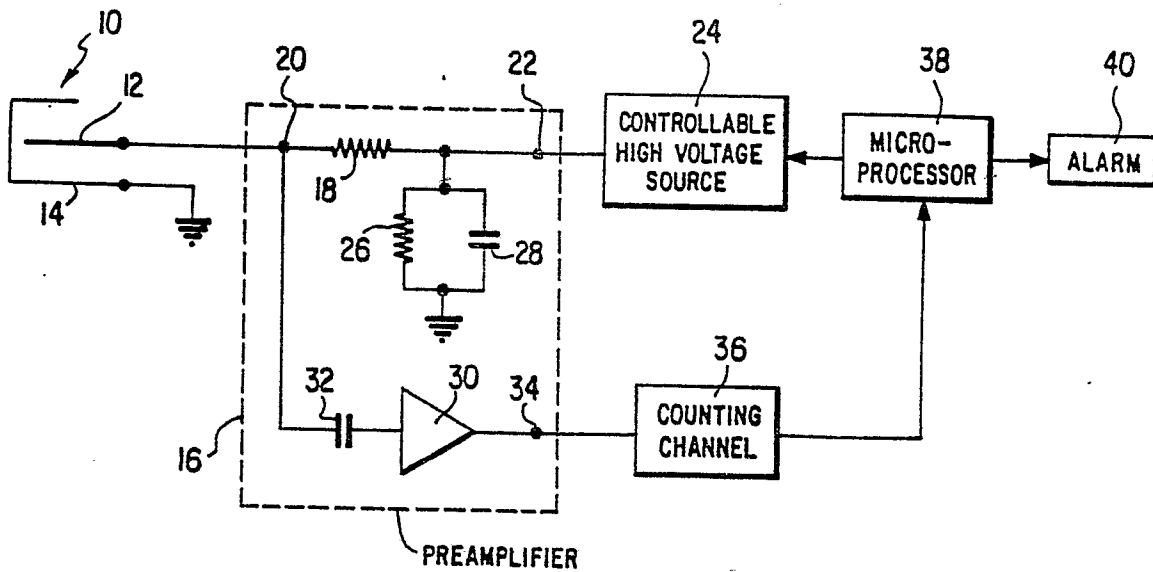 10
12
14
20
22
24
38
40
CONTROLLABLE
HIGH VOLTAGE
SOURCE
MICRO-
PROCESSOR
ALARM
18
26
28
32
30
34
36
COUNTING
CHANNEL
16
PREAMPLIFIER